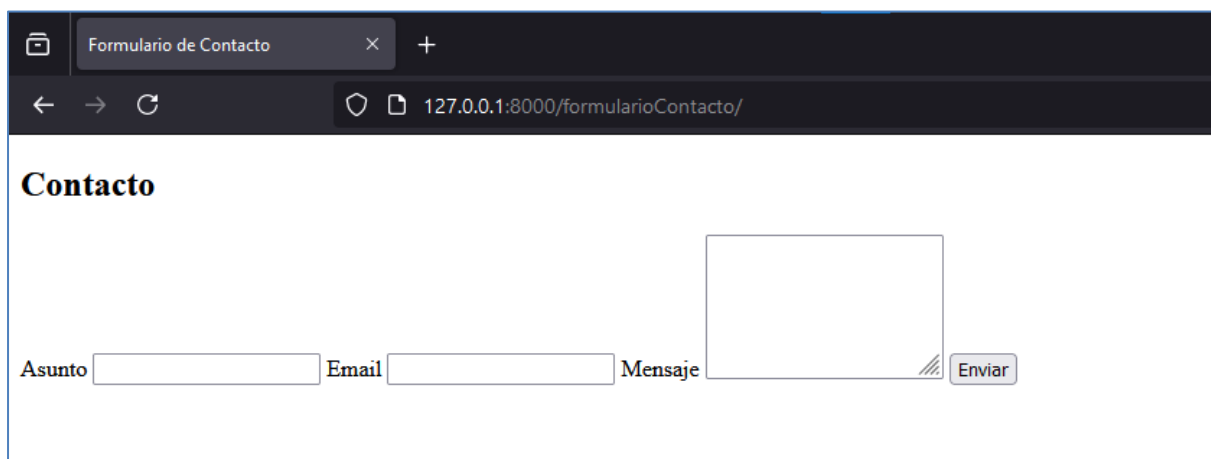 Formulario de Contacto
127.0.0.1:8000/formularioContacto/
Contacto
Asunto Email Mensaje Enviar